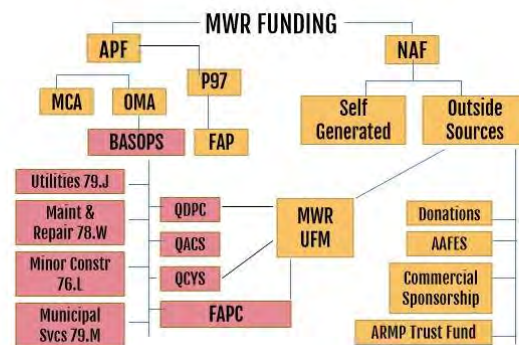 MWR FUNDING
APF
NAF
P97
MCA
OMA
Self
Generated
Outside
Sources
BASOPS
FAP
Utilities 79.J
Maint &
Repair 78.W
Minor Constr
76.L
Municipal
Svcs 79.M
QDPC
QACS
QCYS
FAPC
MWR
UFM
Donations
AAFES
Commercial
Sponsorship
ARMP Trust Fund